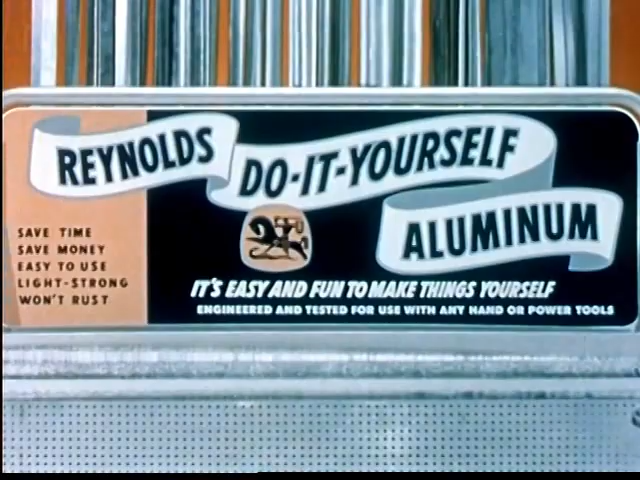 REYNOLDS
DO-IT-YOURSELF
ALUMINUM
SAVE TIME
SAVE MONEY
EASY TO USE
LIGHT-STRONG
WON'T RUST
IT'S EASY AND FUN TO MAKE THINGS YOURSELF
ENGINEERED AND TESTED FOR USE WITH ANY HAND OR POWER TOOLS